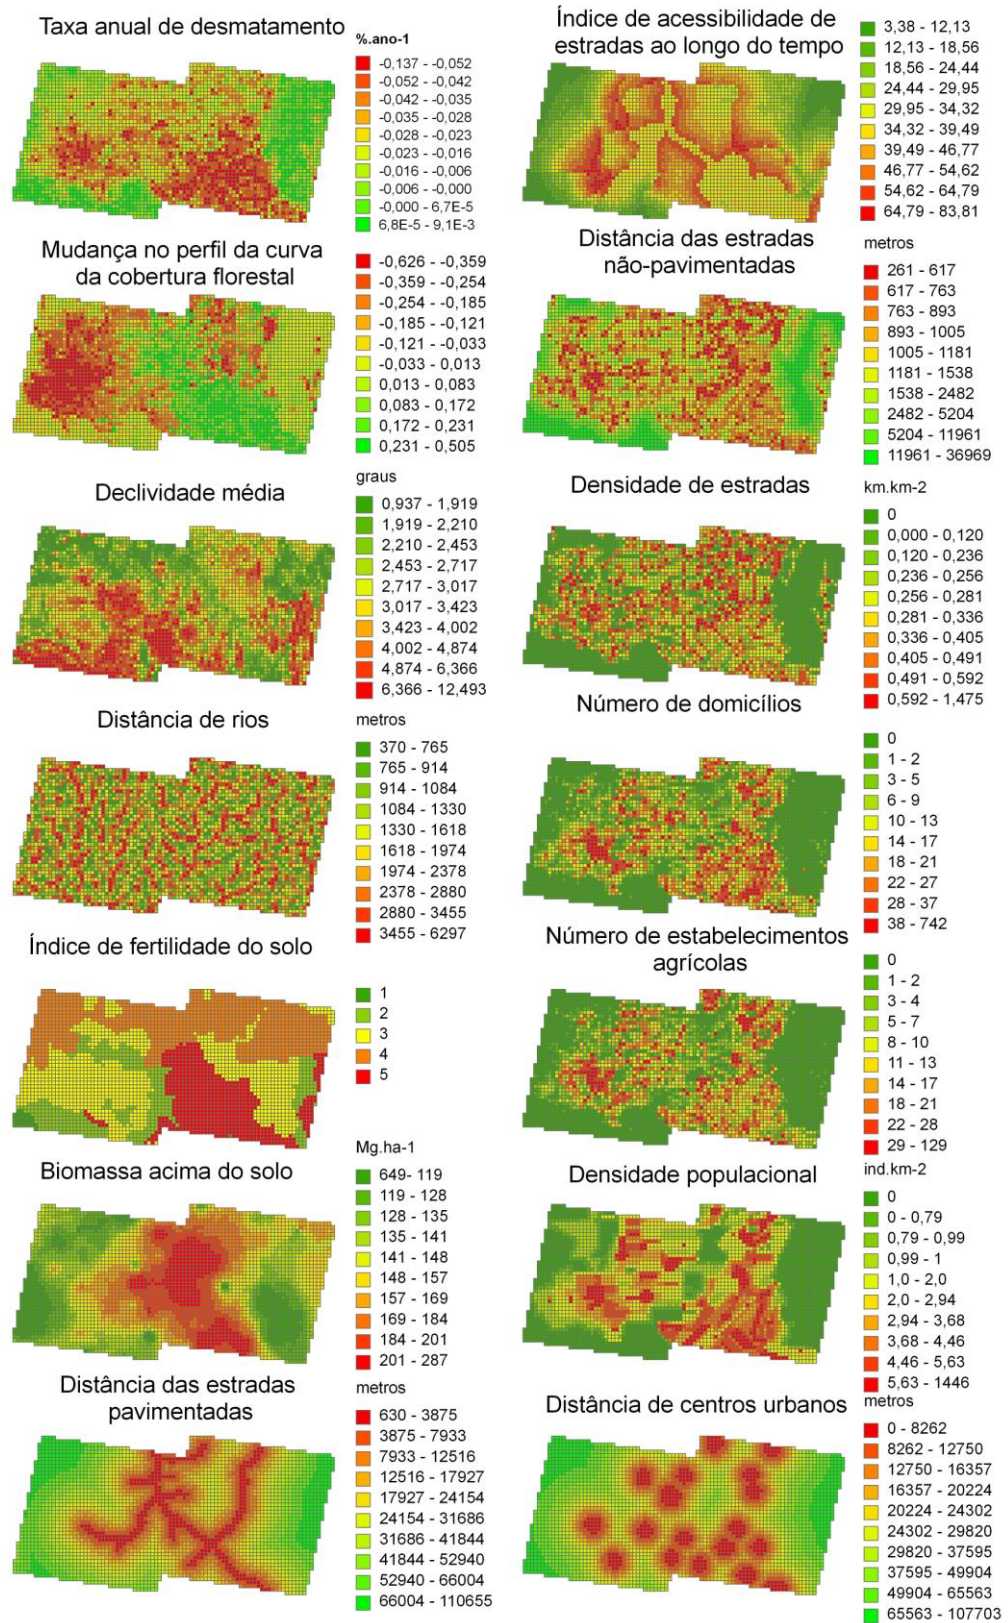 Taxa anual de desmatamento
%.ano-1
-0,137 - -0,052
-0,052 - -0,042
-0,042 - -0,035
-0,035 - -0,028
-0,028 - -0,023
-0,023 - -0,016
-0,016 - -0,006
-0,006 - -0,000
-0,000 - 6,7E-5
6,8E-5 - 9,1E-3
Índice de acessibilidade de
estradas ao longo do tempo
3,38 - 12,13
12,13 - 18,56
18,56 - 24,44
24,44 - 29,95
29,95 - 34,32
34,32 - 39,49
39,49 - 46,77
46,77 - 54,62
54,62 - 64,79
64,79 - 83,81
Mudança no perfil da curva
da cobertura florestal
-0,626 - -0,359
-0,359 - -0,254
-0,254 - -0,185
-0,185 - -0,121
-0,121 - -0,033
-0,033 - 0,013
0,013 - 0,083
0,083 - 0,172
0,172 - 0,231
0,231 - 0,505
Distância das estradas
não-pavimentadas
metros
261 - 617
617 - 763
763 - 893
893 - 1005
1005 - 1181
1181 - 1538
1538 - 2482
2482 - 5204
5204 - 11961
11961 - 36969
Declividade média
graus
0,937 - 1,919
1,919 - 2,210
2,210 - 2,453
2,453 - 2,717
2,717 - 3,017
3,017 - 3,423
3,423 - 4,002
4,002 - 4,874
4,874 - 6,366
6,366 - 12,493
Densidade de estradas
km.km-2
0
0,000 - 0,120
0,120 - 0,236
0,236 - 0,256
0,256 - 0,281
0,281 - 0,336
0,336 - 0,405
0,405 - 0,491
0,491 - 0,592
0,592 - 1,475
Distância de rios
metros
370 - 765
765 - 914
914 - 1084
1084 - 1330
1330 - 1618
1618 - 1974
1974 - 2378
2378 - 2880
2880 - 3455
3455 - 6297
Número de domicílios
0
1 - 2
3 - 5
6 - 9
10 - 13
14 - 17
18 - 21
22 - 27
28 - 37
38 - 742
Índice de fertilidade do solo
1
2
3
4
5
Número de estabelecimentos
agrícolas
0
1 - 2
3 - 4
5 - 7
8 - 10
11 - 13
14 - 17
18 - 21
22 - 28
29 - 129
Biomassa acima do solo
Mg.ha-1
649- 119
119 - 128
128 - 135
135 - 141
141 - 148
148 - 157
157 - 169
169 - 184
184 - 201
201 - 287
Densidade populacional
ind.km-2
0
0 - 0,79
0,79 - 0,99
0,99 - 1
1,0 - 2,0
2,0 - 2,94
2,94 - 3,68
3,68 - 4,46
4,46 - 5,63
5,63 - 1446
Distância das estradas
pavimentadas
metros
630 - 3875
3875 - 7933
7933 - 12516
12516 - 17927
17927 - 24154
24154 - 31686
31686 - 41844
41844 - 52940
52940 - 66004
66004 - 110655
Distância de centros urbanos
metros
0 - 8262
8262 - 12750
12750 - 16357
16357 - 20224
20224 - 24302
24302 - 29820
29820 - 37595
37595 - 49904
49904 - 65563
65563 - 107703